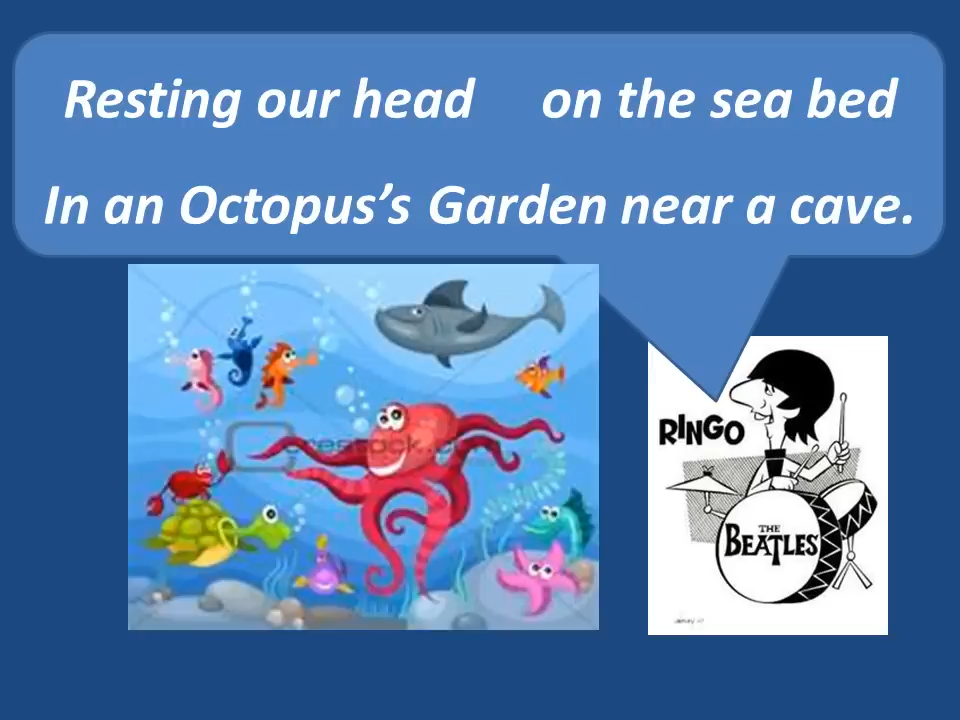 Resting our head on the sea bed
In an Octopus's Garden near a cave.
RINGO
THE
BEATLES